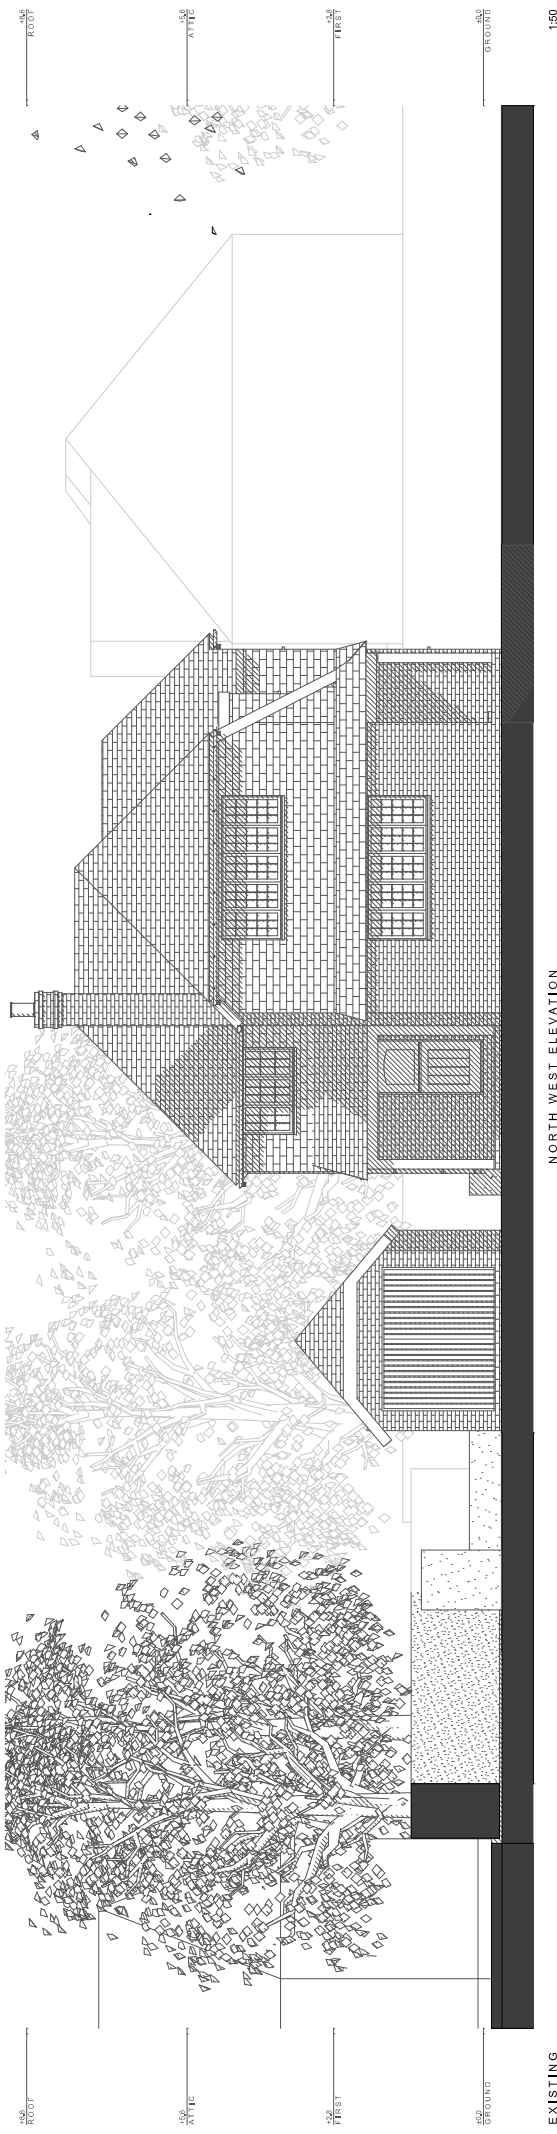 +8,6
ROOF
+5,6
ATTIC
+2,8
FIRST
±0,0
GROUND
+8,6
ROOF
+5,6
ATTIC
+2,8
FIRST
±0,0
GROUND
EXISTING
NORTH WEST ELEVATION
1:50